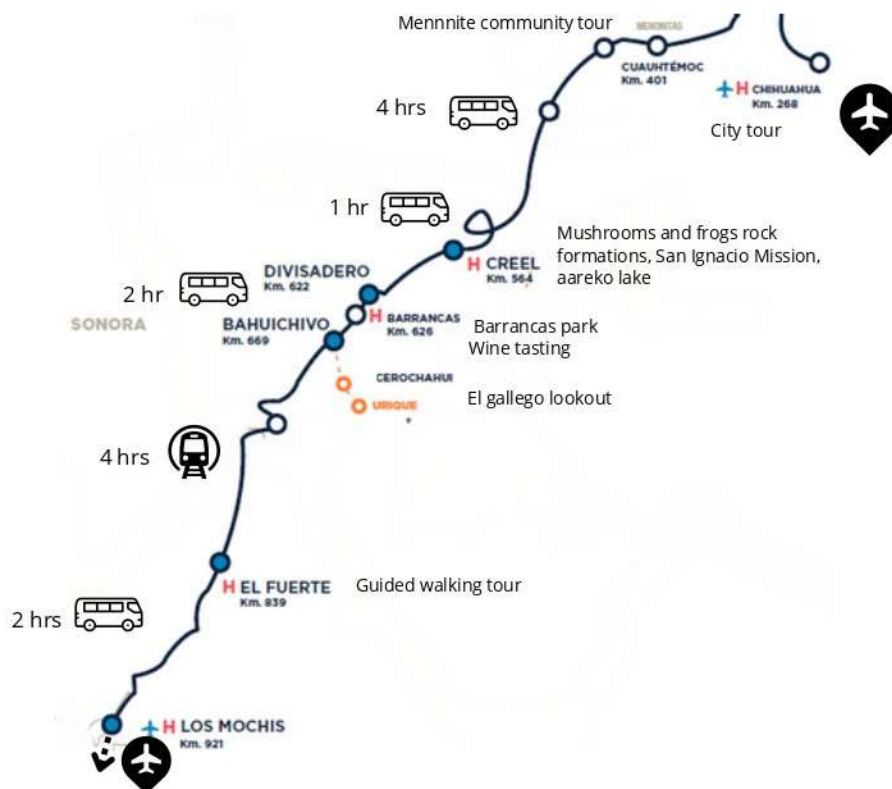 Mennnite community tour
MENONITAS
CUAUHTÉMOC
Km. 401
H CHIHUAHUA
Km. 268
4 hrs
City tour
1 hr
Mushrooms and frogs rock
formations, San Ignacio Mission,
aareko lake
H CREEL
Km. 564
DIVISADERO
Km. 622
2 hr
H BARRANCAS
Km. 626
SONORA
BAHUICHIVO
Km. 669
Barrancas park
Wine tasting
CEROCHAHUI
URIQUE
El gallego lookout
4 hrs
H EL FUERTE
Km. 839
Guided walking tour
2 hrs
H LOS MOCHIS
Km. 921